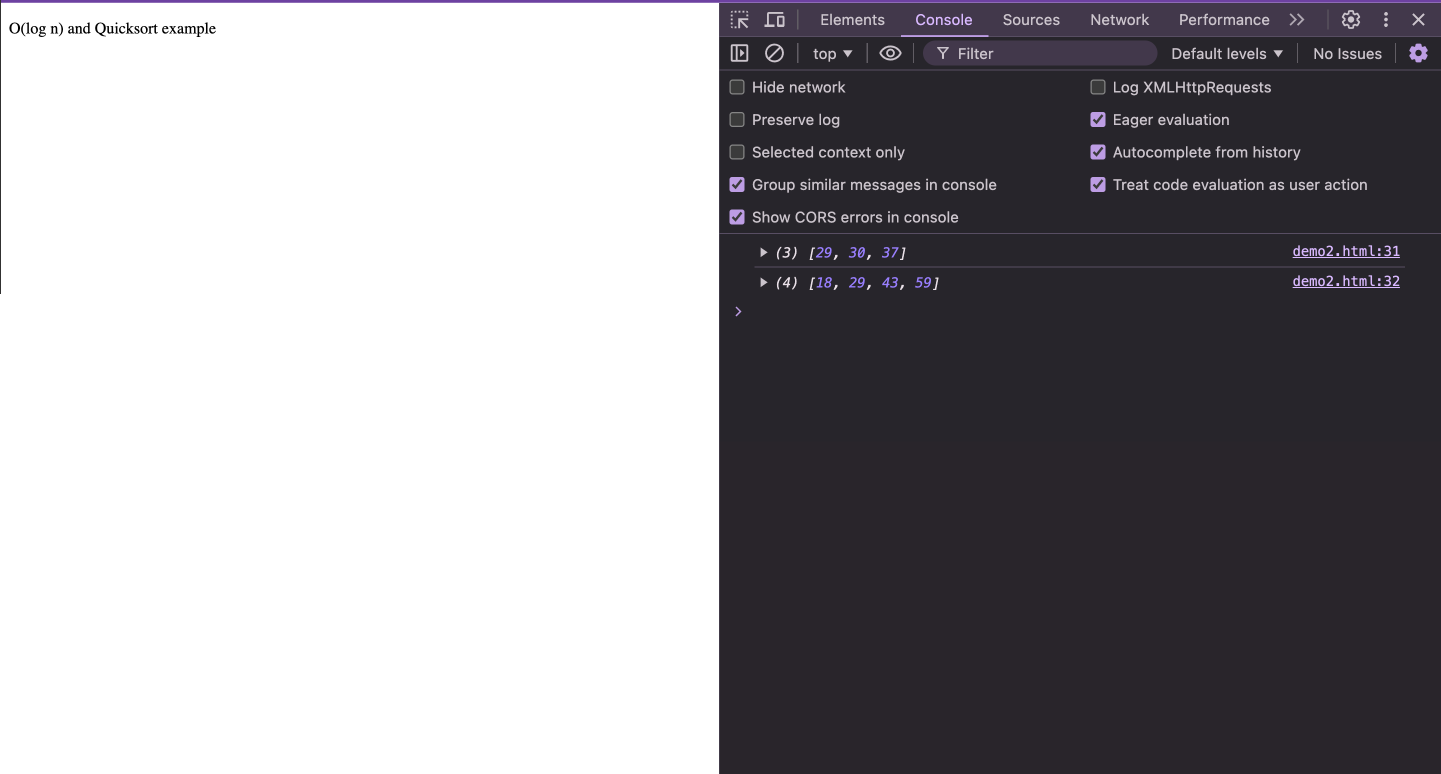 O(log n) and Quicksort example
Elements Console Sources Network Performance
top Filter Default levels No Issues
Hide network Log XMLHttpRequests
Preserve log Eager evaluation
Selected context only Autocomplete from history
Group similar messages in console Treat code evaluation as user action
Show CORS errors in console
(3) [29, 30, 37] demo2.html:31
(4) [18, 29, 43, 59] demo2.html:32